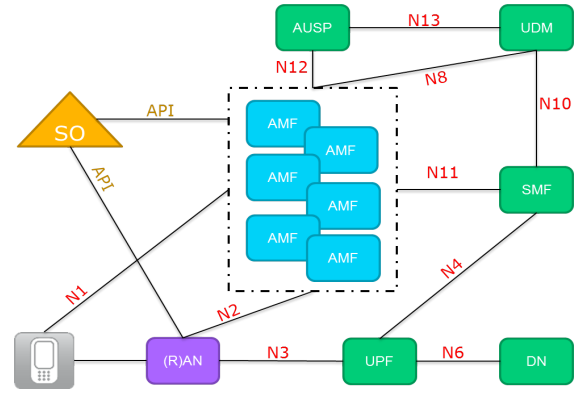 AUSP
N13
UDM
N12
N8
API
AMF
N10
SO
AMF
API
AMF
N11
SMF
AMF
AMF
AMF
N4
N1
N2
(R)AN
N3
UPF
N6
DN